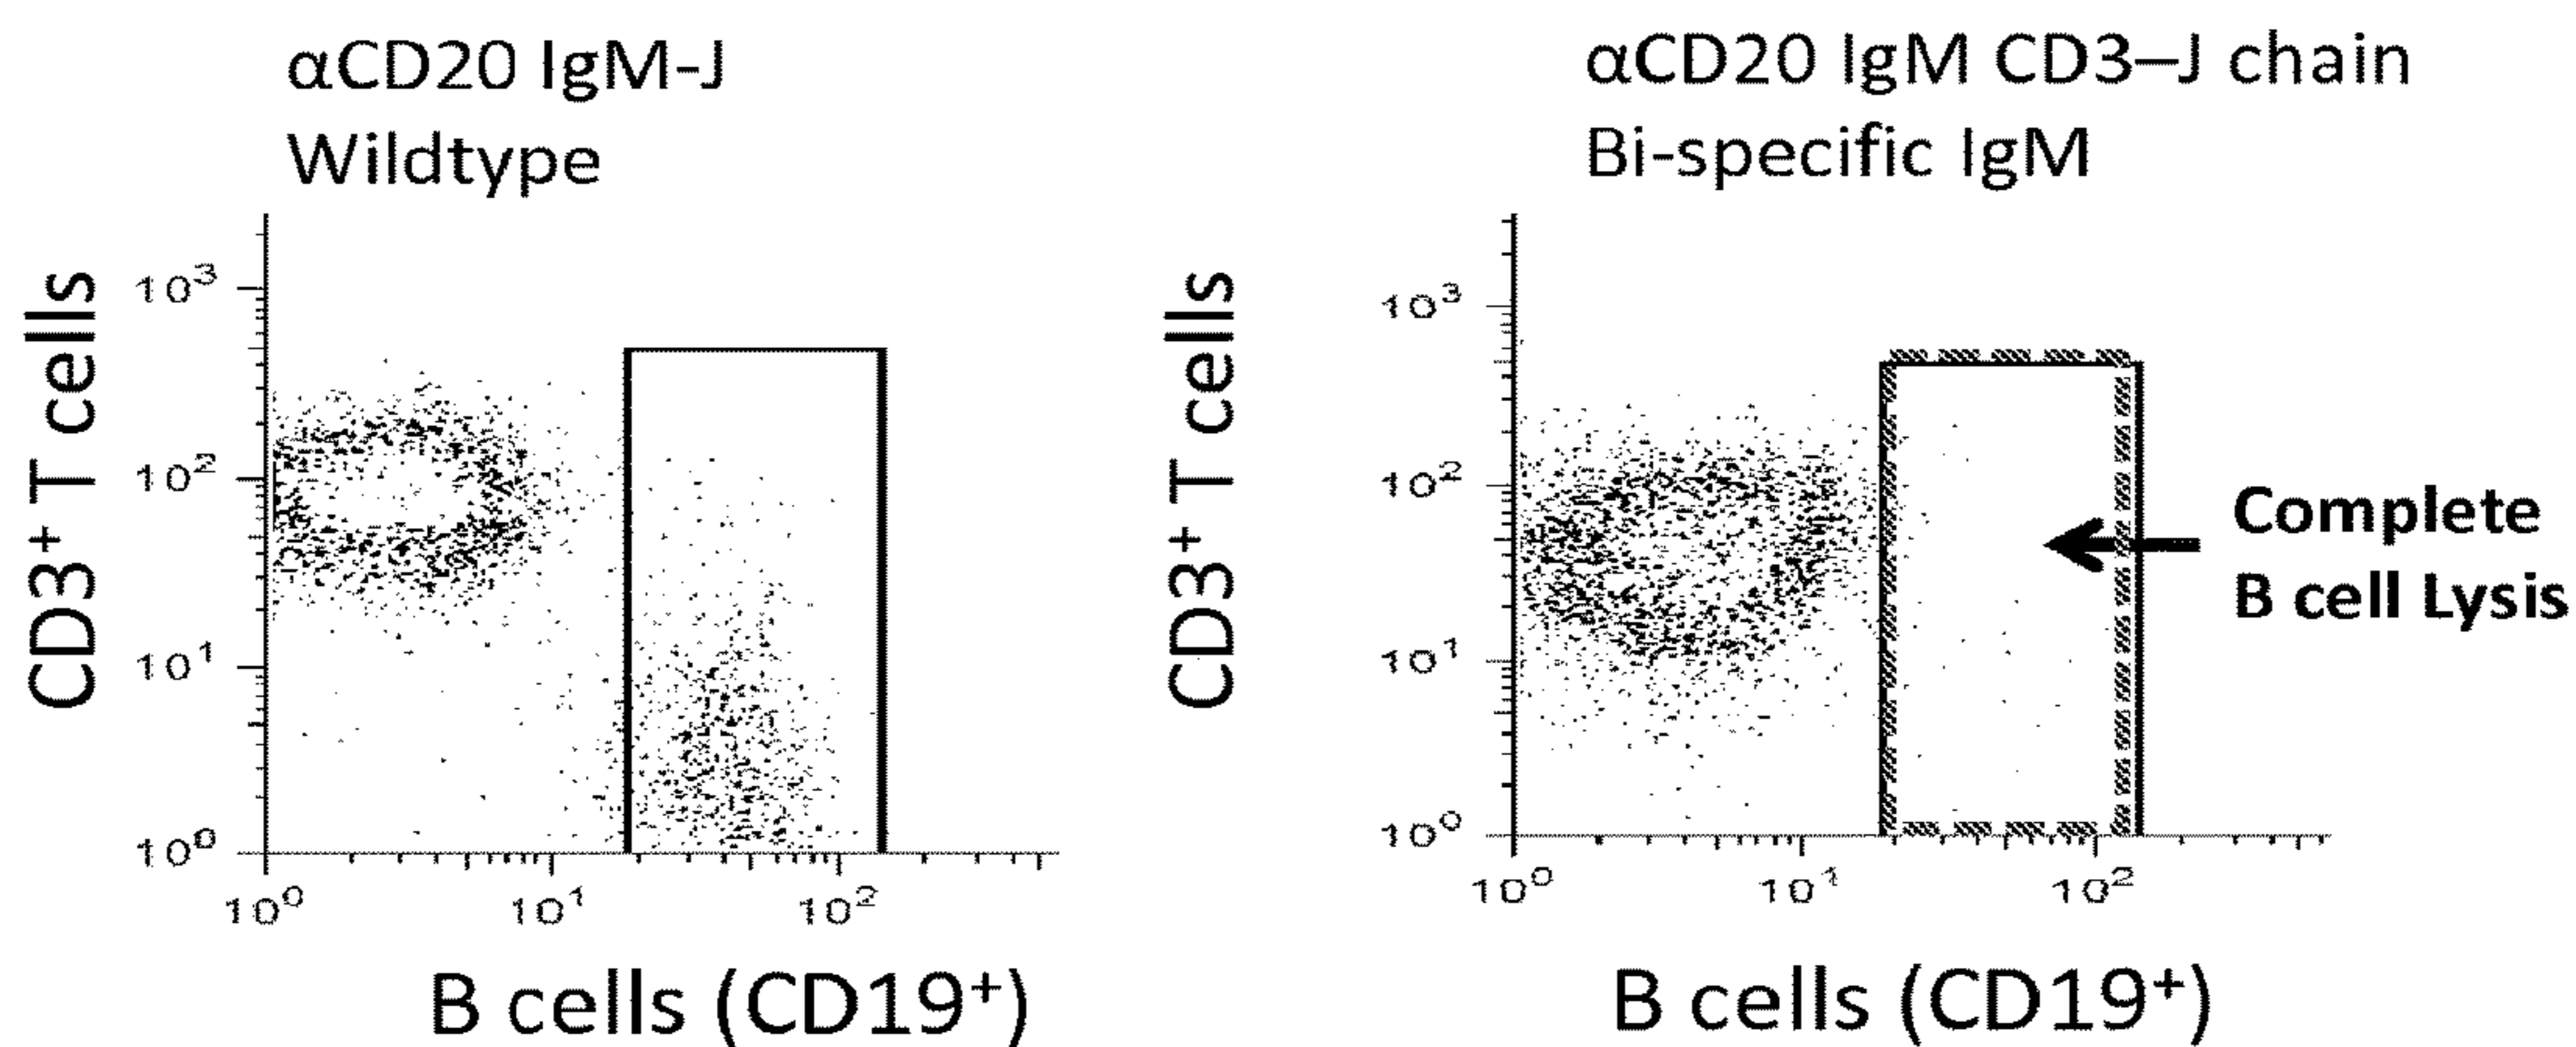 αCD20 IgM-J
Wildtype
CD3⁺ T cells
10³
10²
10¹
10⁰
10⁰ 10¹ 10²
B cells (CD19⁺)
αCD20 IgM CD3–J chain
Bi-specific IgM
CD3⁺ T cells
10³
10²
10¹
10⁰
10⁰ 10¹ 10²
B cells (CD19⁺)
Complete
B cell Lysis